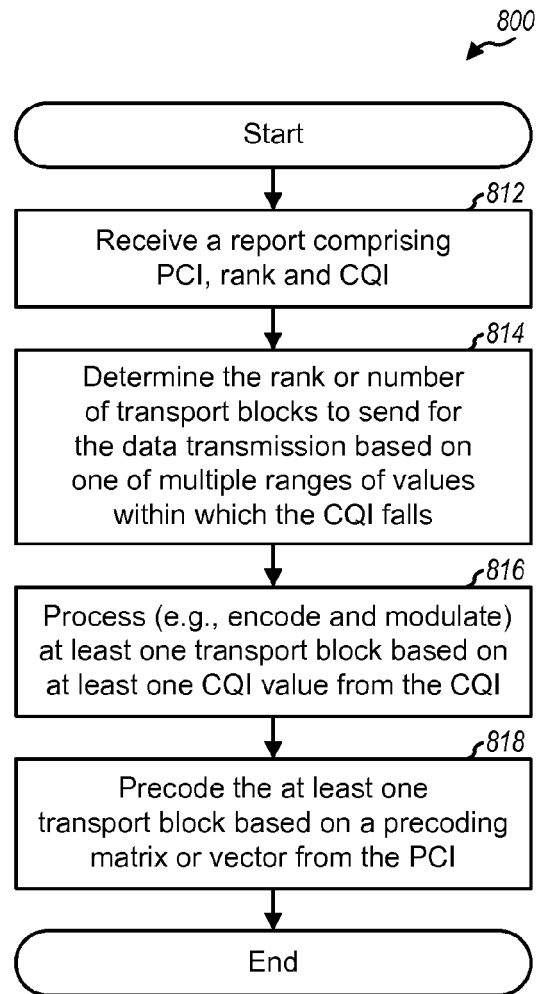 800
Start
812
Receive a report comprising
PCI, rank and CQI
814
Determine the rank or number
of transport blocks to send for
the data transmission based on
one of multiple ranges of values
within which the CQI falls
816
Process (e.g., encode and modulate)
at least one transport block based on
at least one CQI value from the CQI
818
Precode the at least one
transport block based on a precoding
matrix or vector from the PCI
End